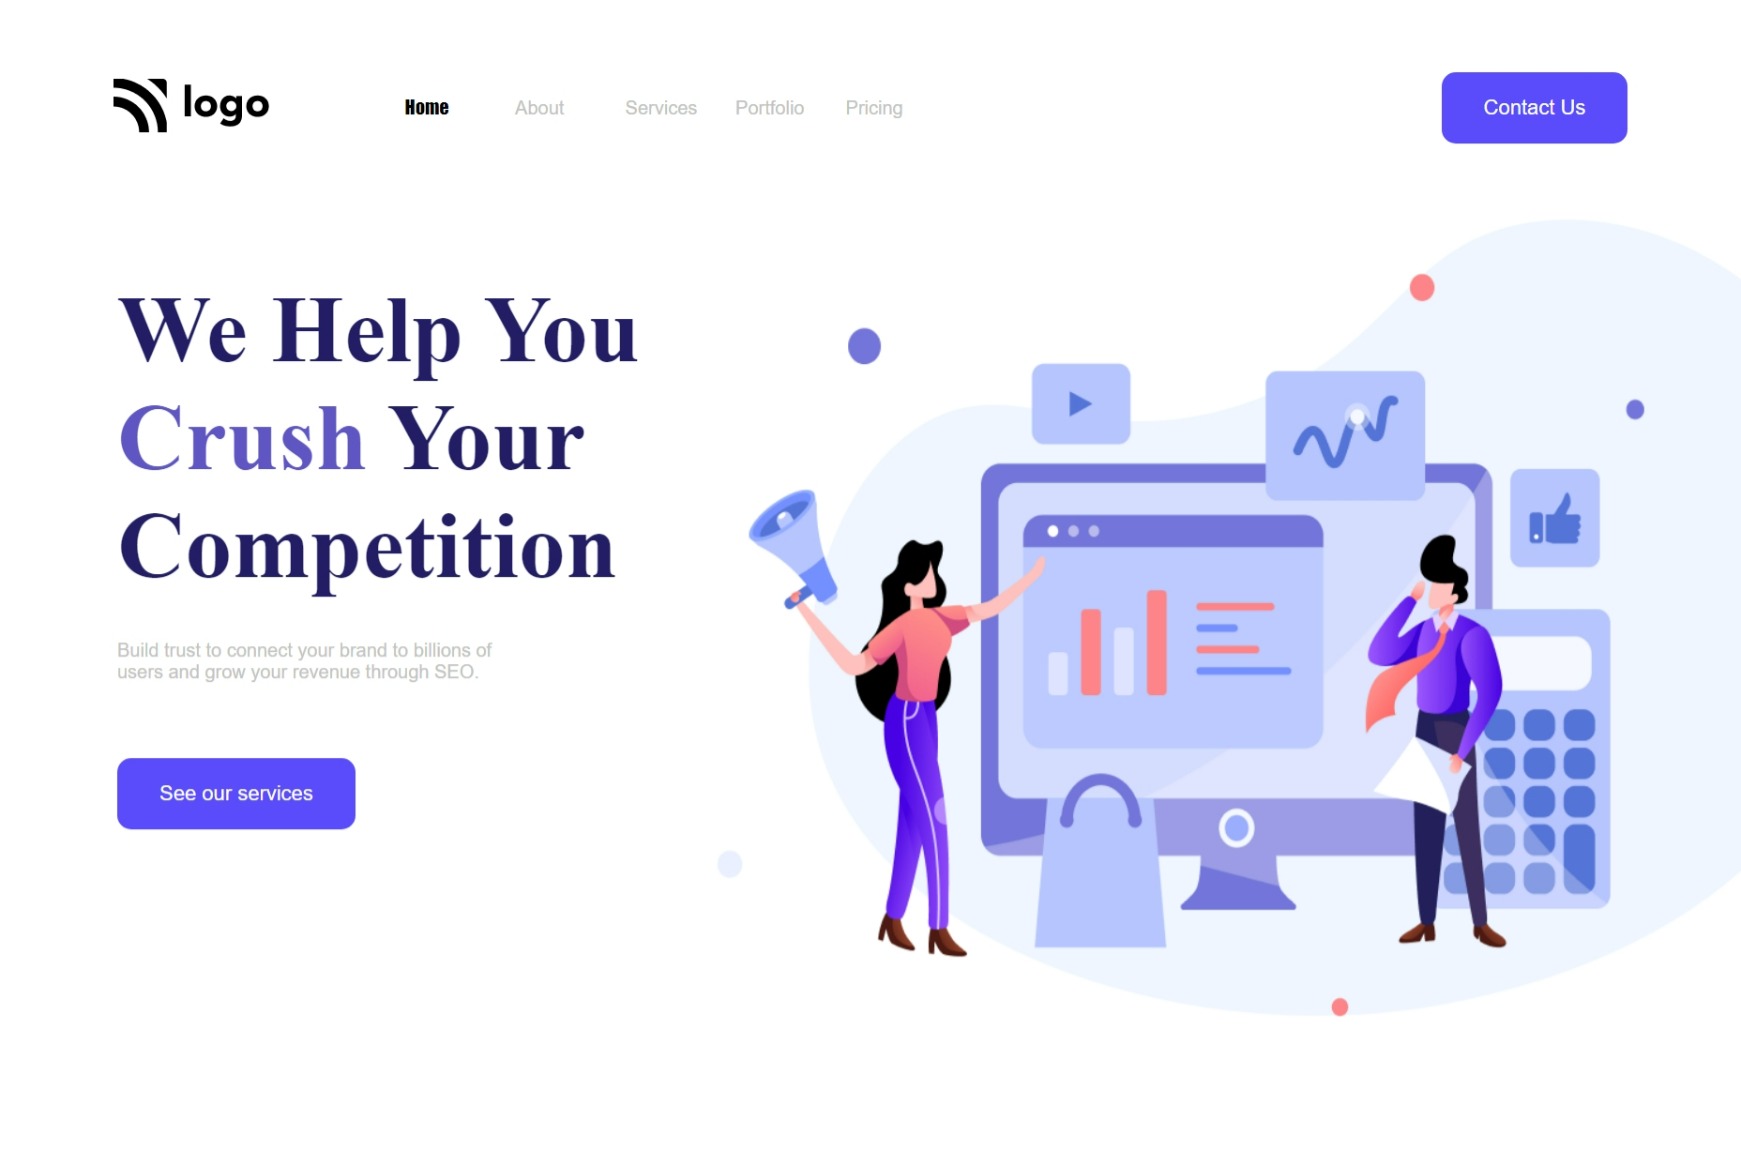 logo
Home
About
Services
Portfolio
Pricing
Contact Us
We Help You
Crush Your
Competition
Build trust to connect your brand to billions of
users and grow your revenue through SEO.
See our services